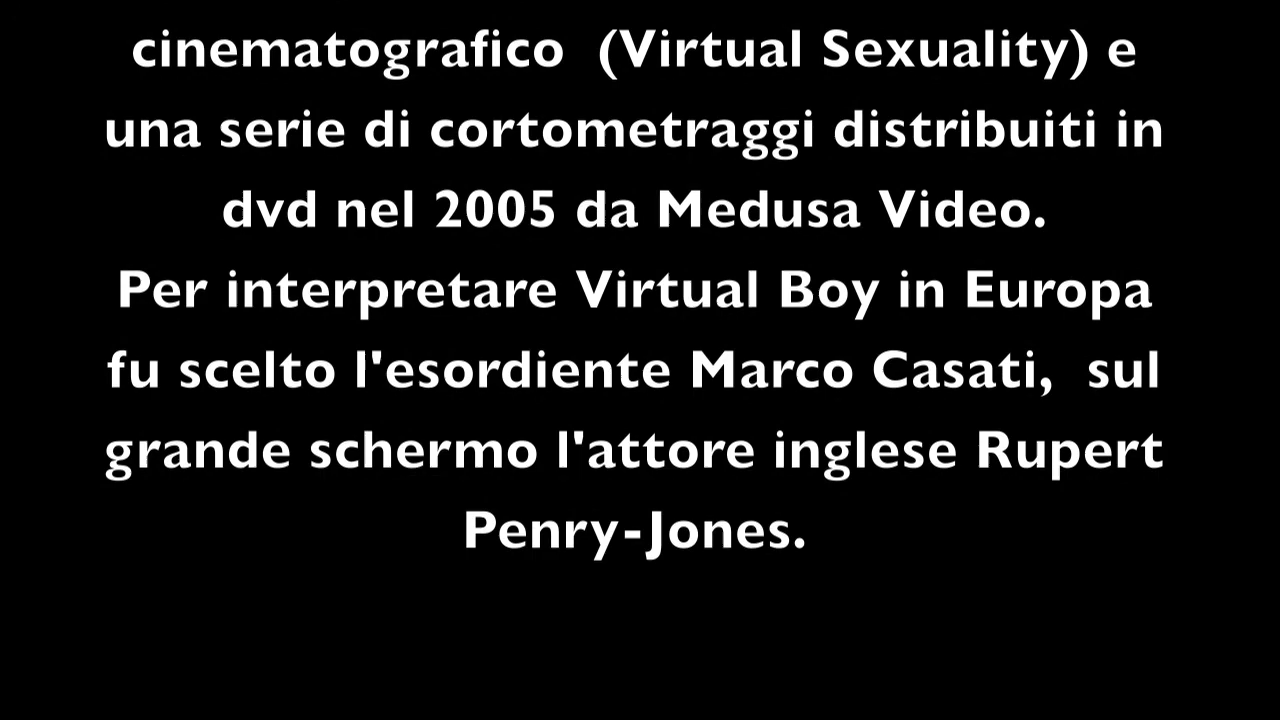 cinematografico  (Virtual Sexuality) e
una serie di cortometraggi distribuiti in
dvd nel 2005 da Medusa Video.
Per interpretare Virtual Boy in Europa
fu scelto l'esordiente Marco Casati,  sul
grande schermo l'attore inglese Rupert
Penry-Jones.